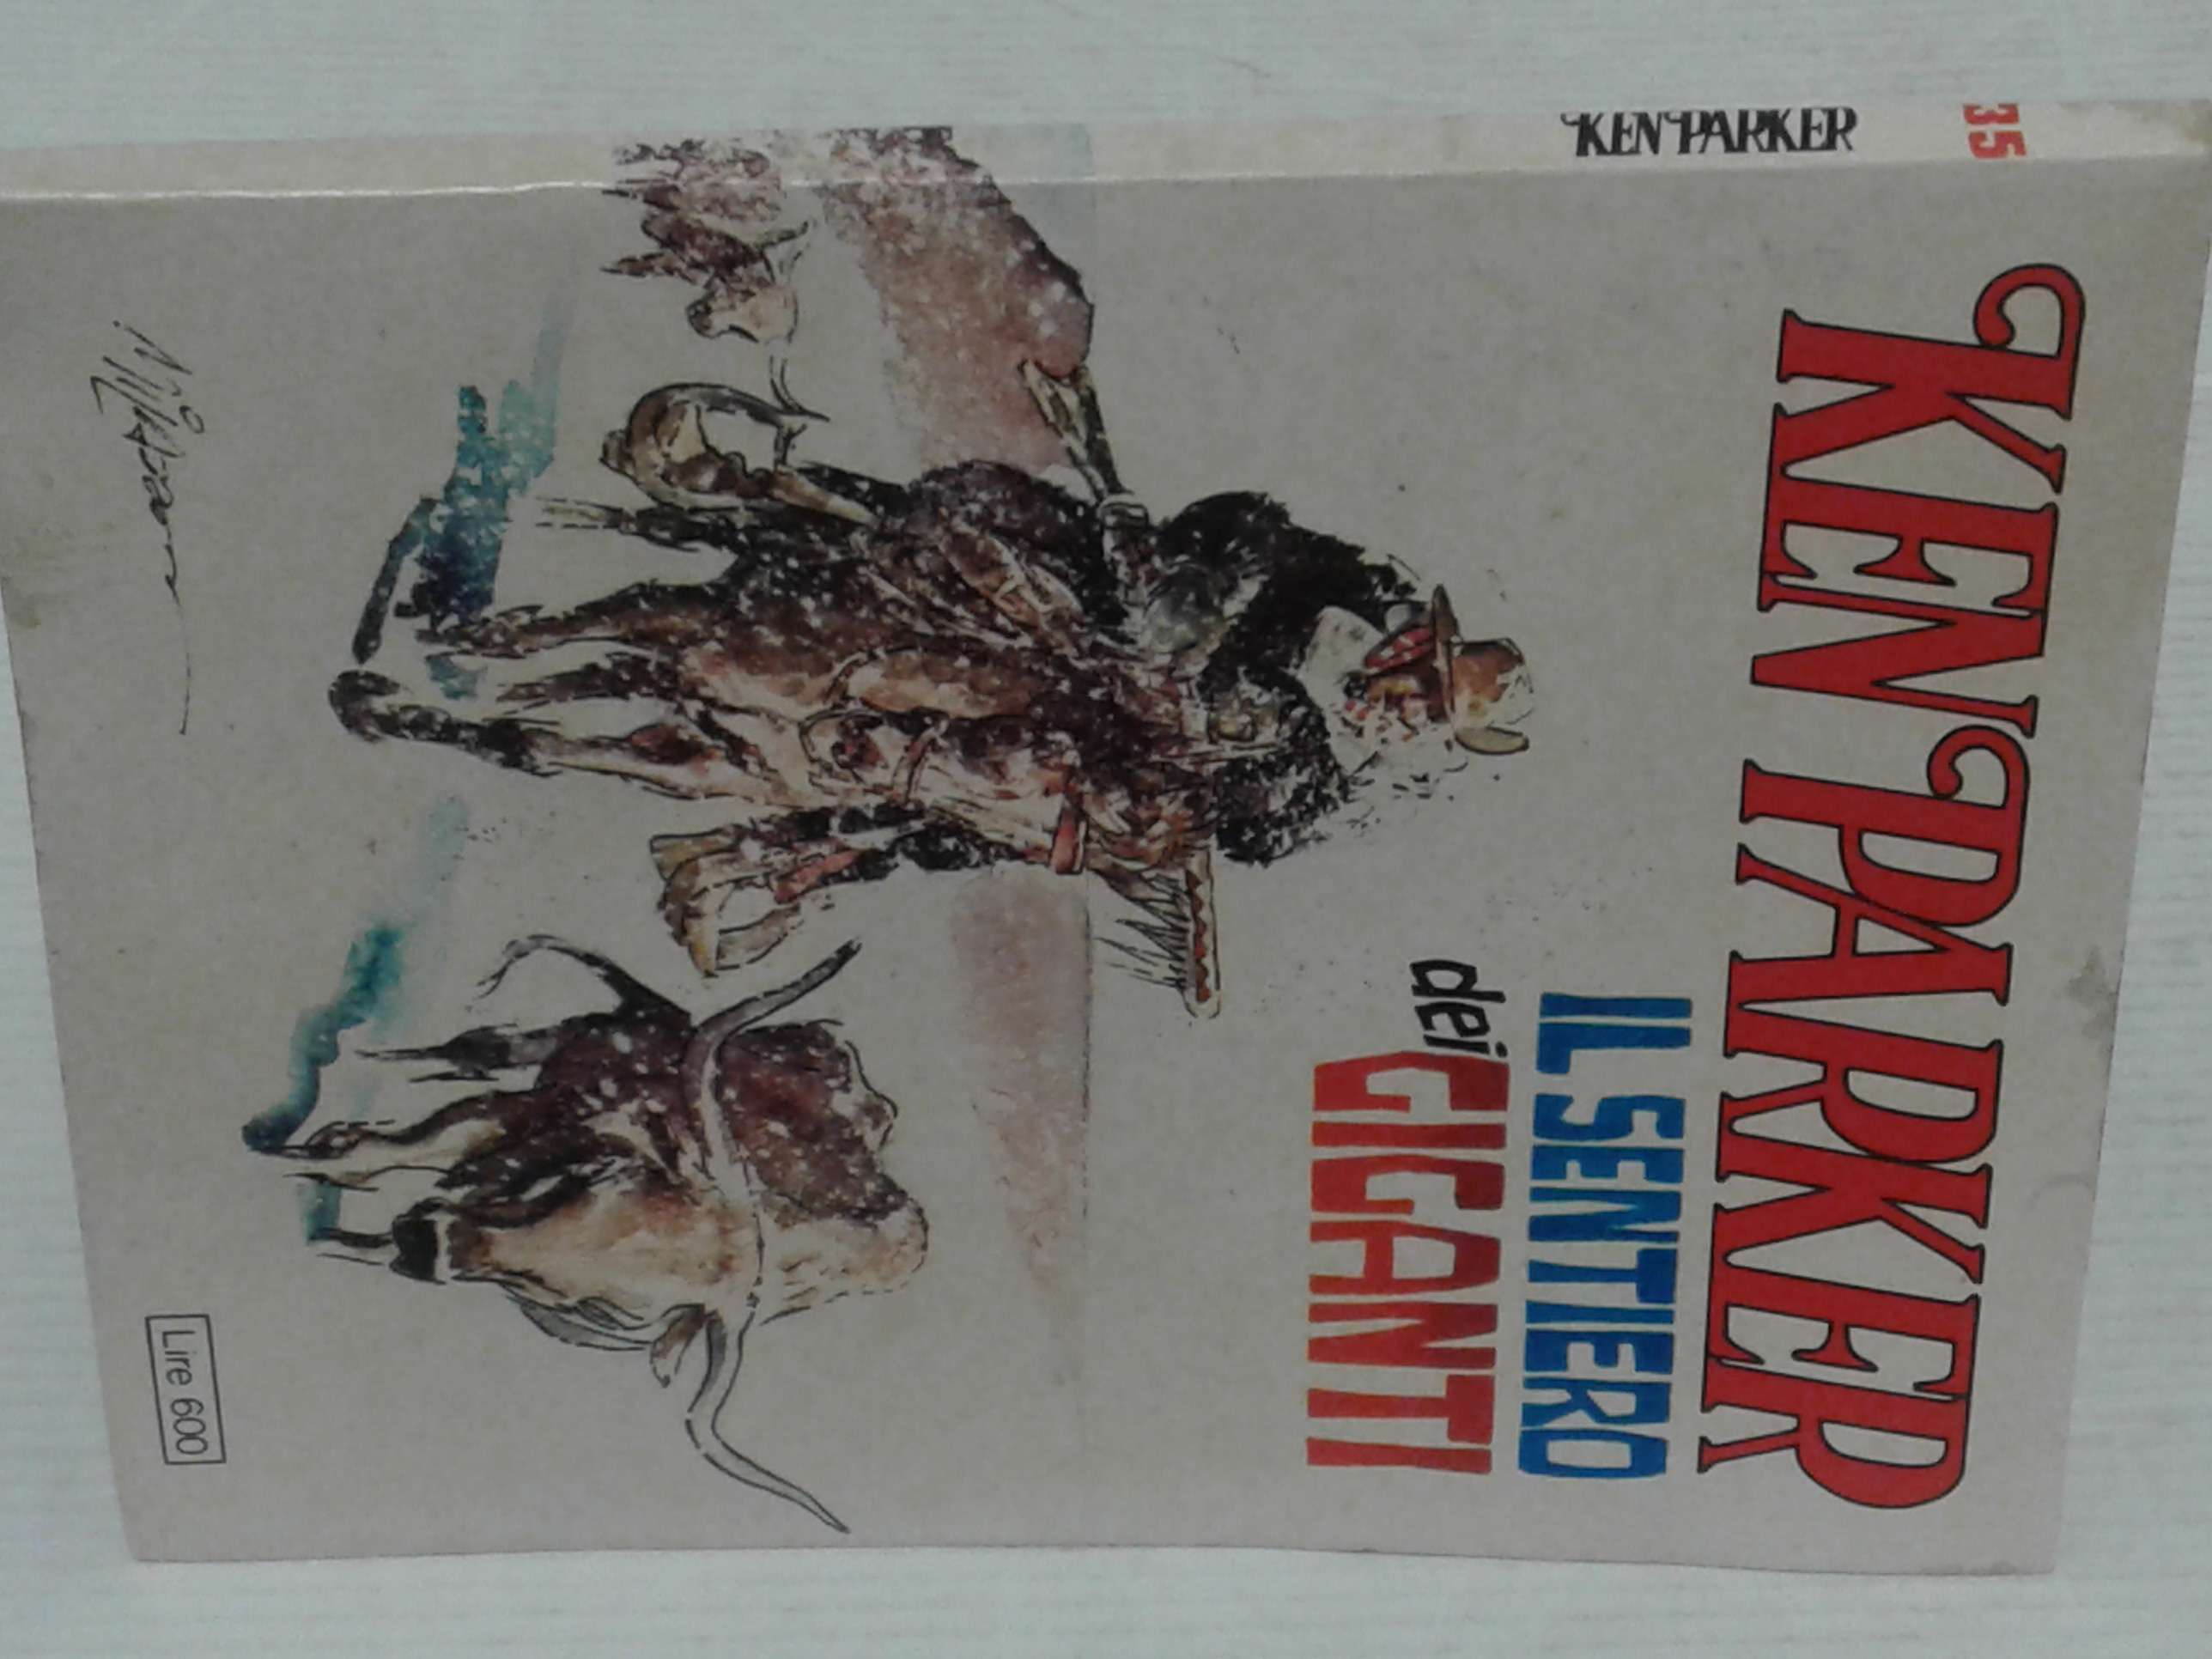 KEN PARKER
IL SENTIERO
dei GIGANTI
Lire 600
35
KEN PARKER